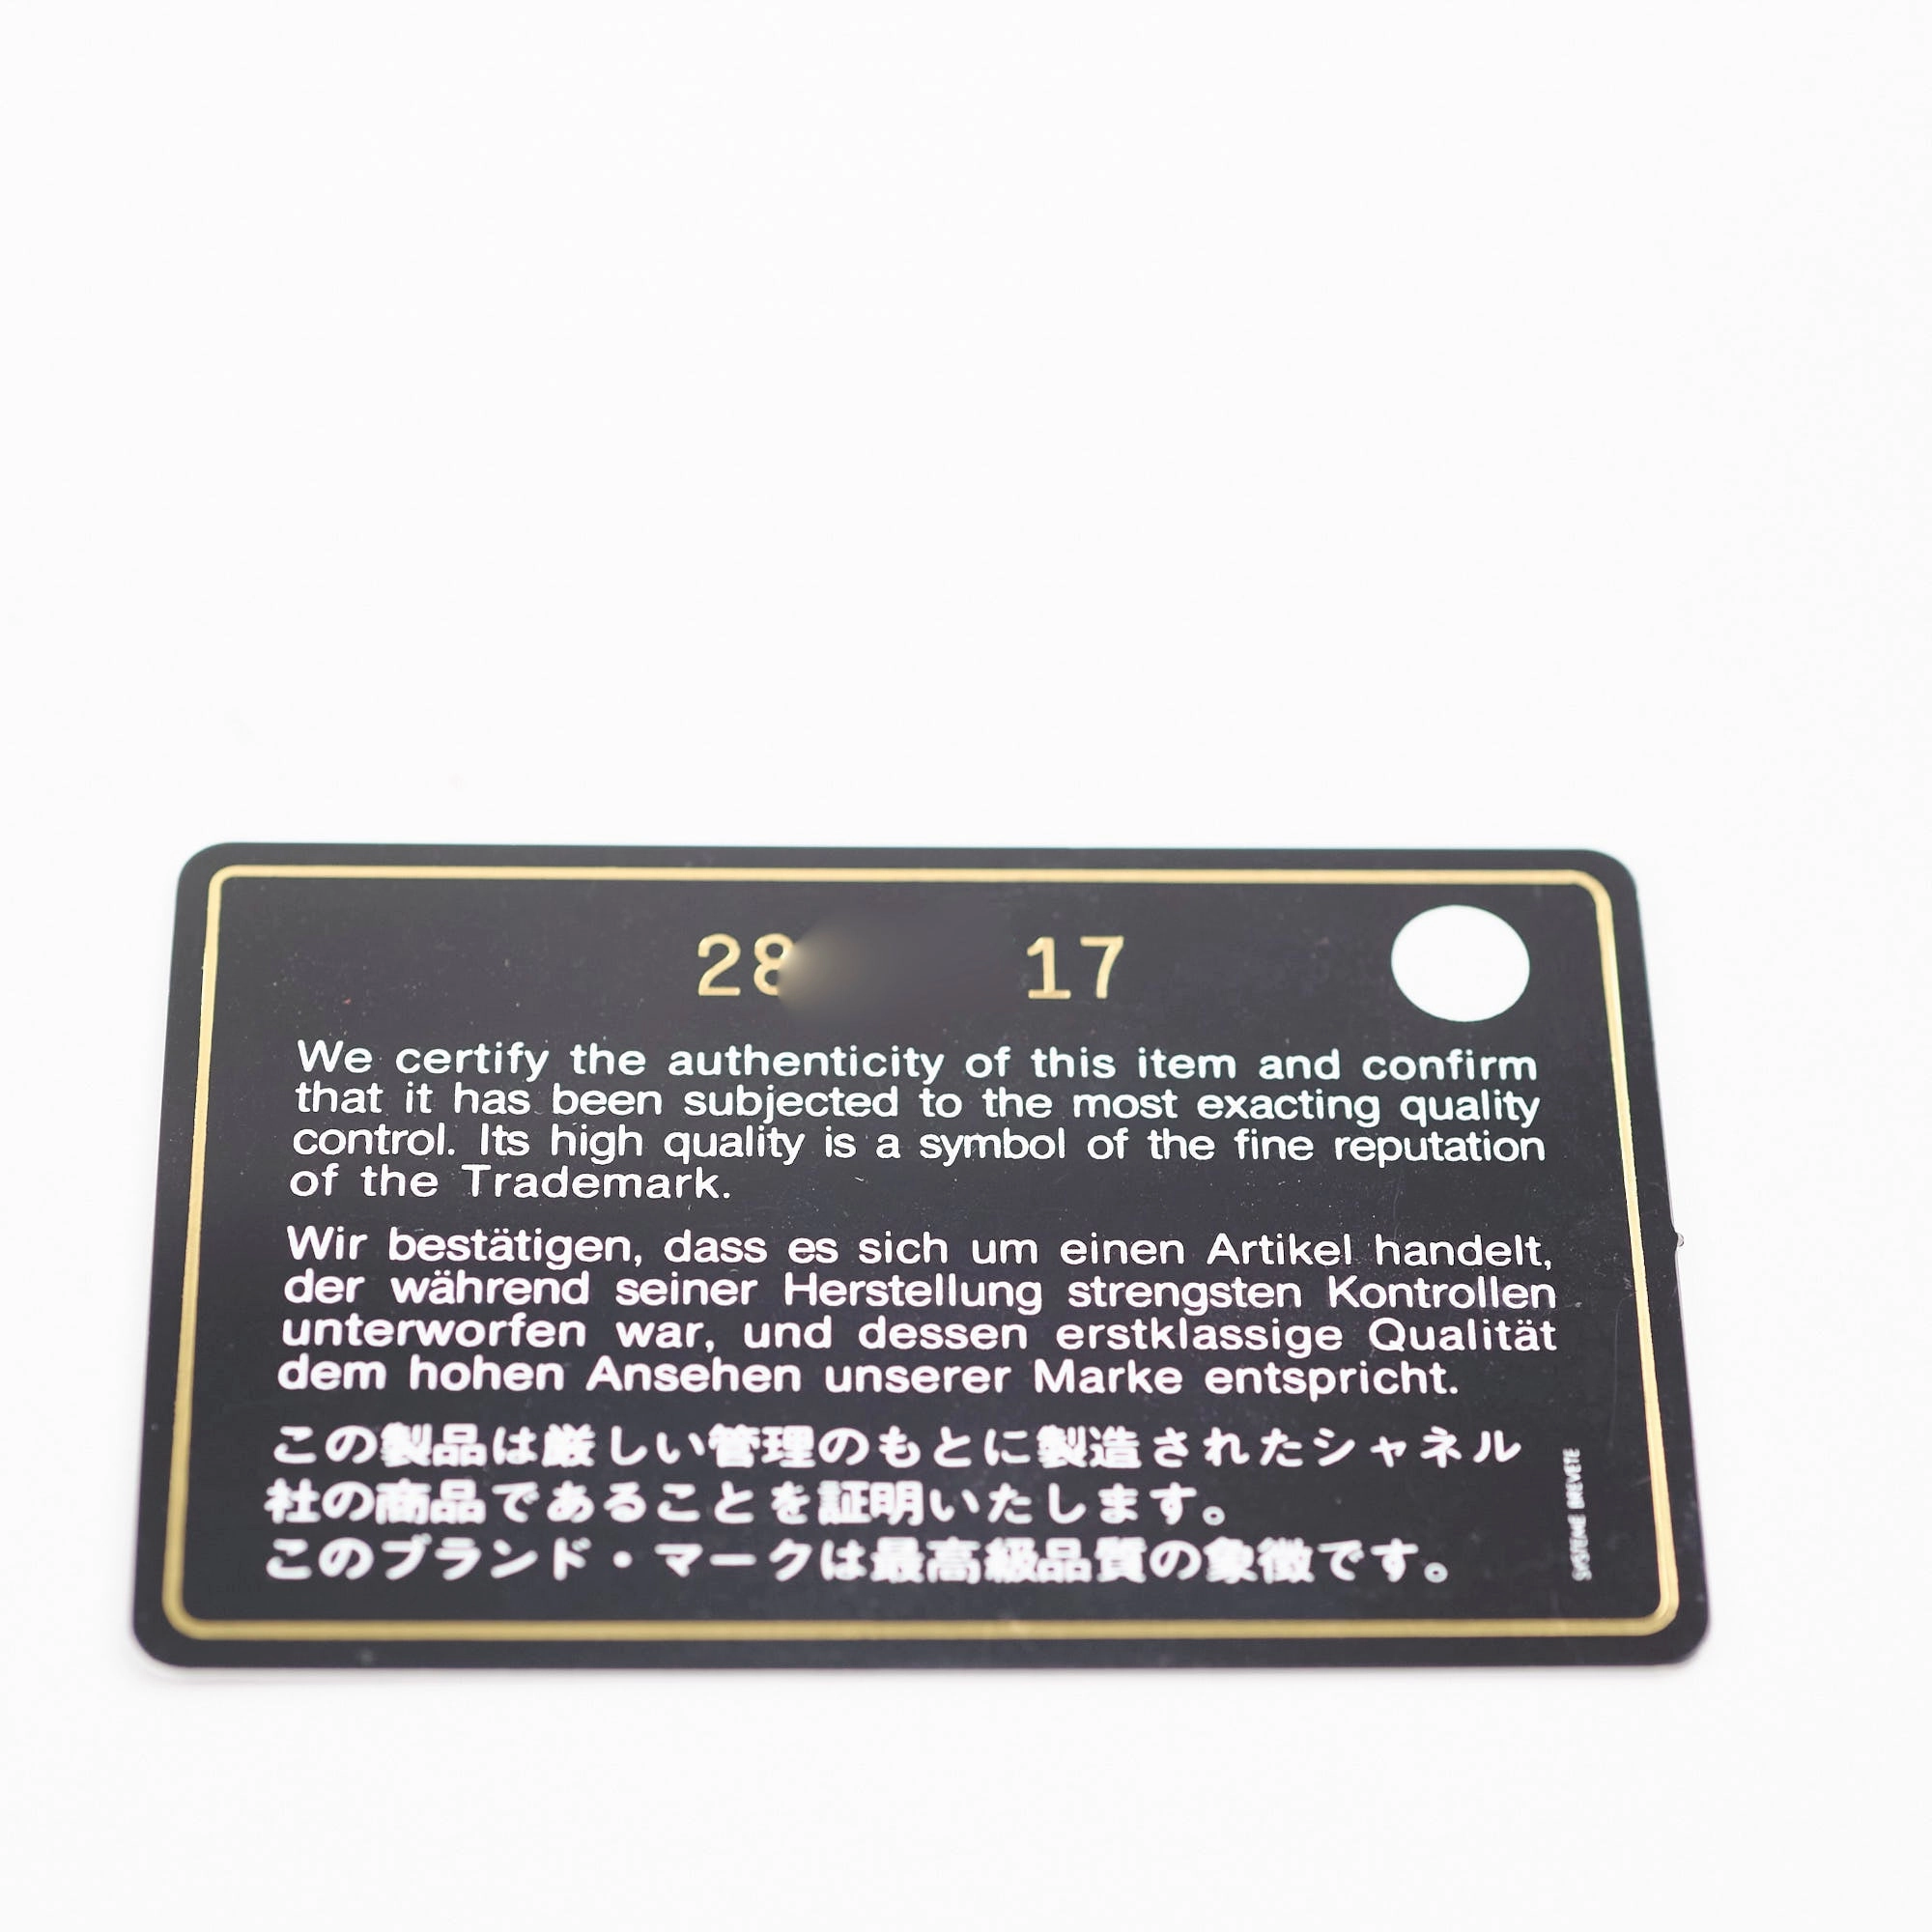 28 17
We certify the authenticity of this item and confirm
that it has been subjected to the most exacting quality
control. Its high quality is a symbol of the fine reputation
of the Trademark.
Wir bestätigen, dass es sich um einen Artikel handelt,
der während seiner Herstellung strengsten Kontrollen
unterworfen war, und dessen erstklassige Qualität
dem hohen Ansehen unserer Marke entspricht.
この製品は厳しい管理のもとに製造されたシャネル
社の商品であることを証明いたします。
このブランド・マークは最高級品質の象徴です。
SYSTEME BREVETE